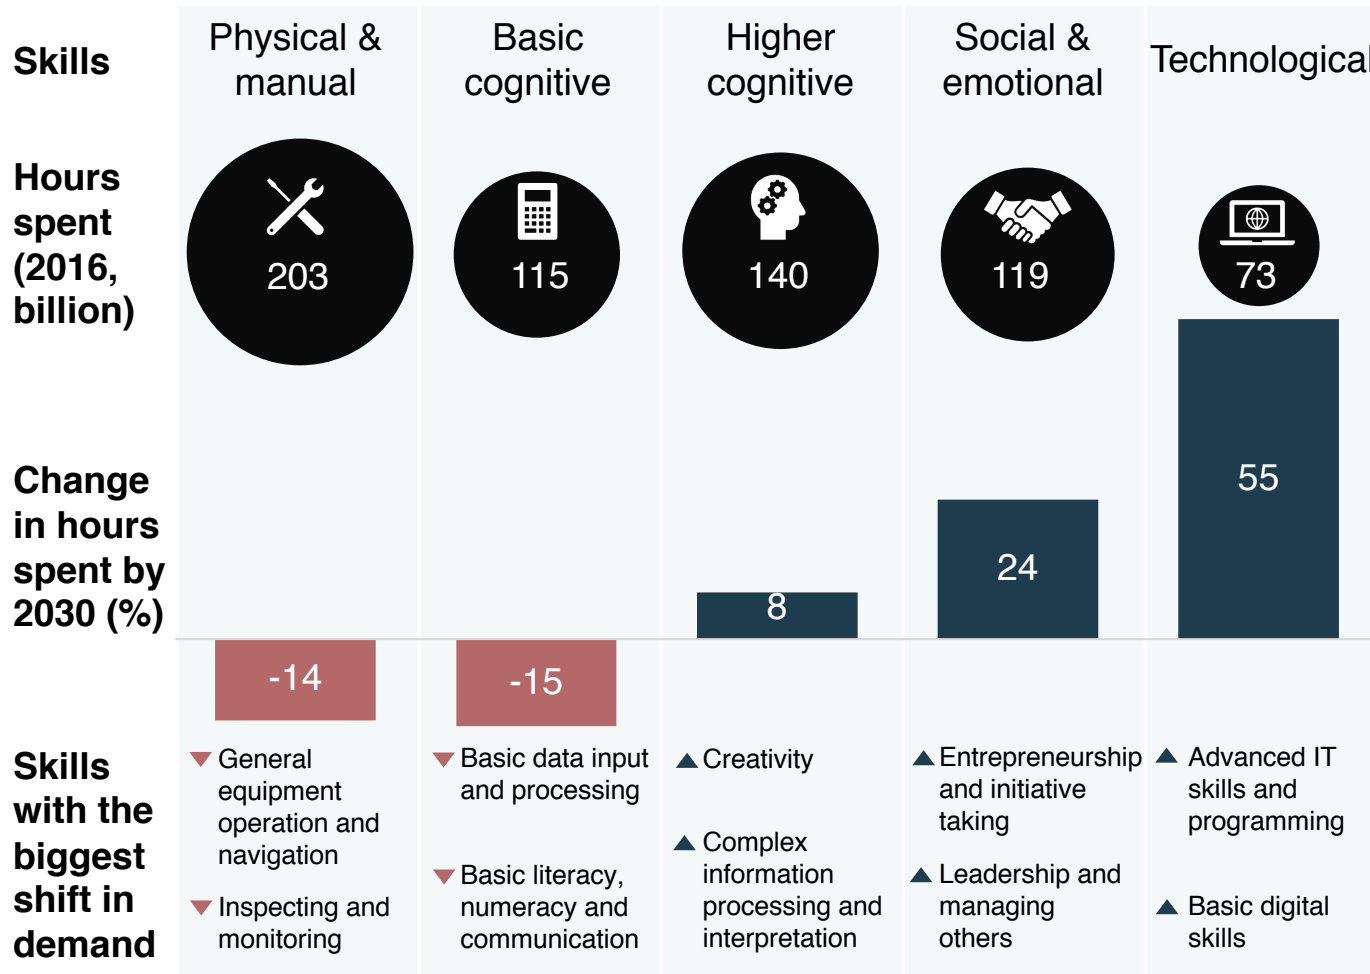 Skills
Physical &
manual
Basic
cognitive
Higher
cognitive
Social &
emotional
Technological
Hours
spent
(2016,
billion)
203
115
140
119
73
Change
in hours
spent by
2030 (%)
-14
-15
8
24
55
Skills
with the
biggest
shift in
demand
General
equipment
operation and
navigation
Inspecting and
monitoring
Basic data input
and processing
Basic literacy,
numeracy and
communication
Creativity
Complex
information
processing and
interpretation
Entrepreneurship
and initiative
taking
Leadership and
managing
others
Advanced IT
skills and
programming
Basic digital
skills